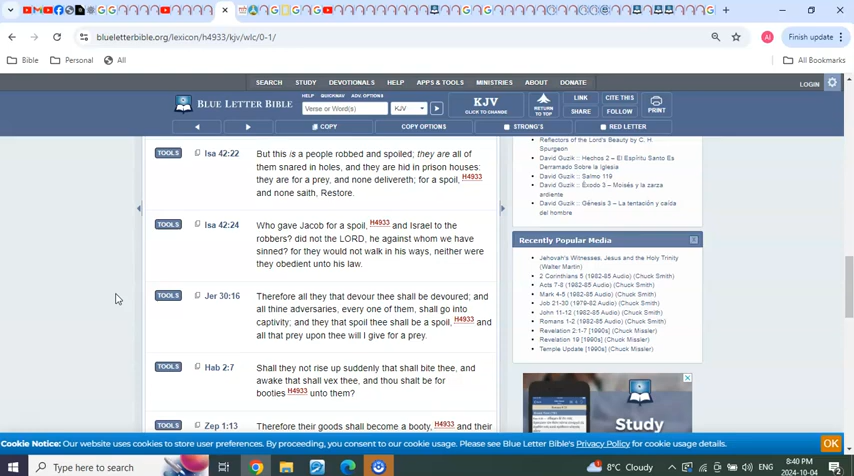 blueletterbible.org/lexicon/h4933/kjv/wlc/0-1/
Finish update
Bible
Personal
All
All Bookmarks
SEARCH STUDY DEVOTIONALS HELP APPS & TOOLS MINISTRIES ABOUT DONATE
LOGIN
BLUE LETTER BIBLE
HELP QUICKNAV ADV. OPTIONS
Verse or Word(s)
KJV
KJV
CLICK TO CHANGE
RETURN
TO TOP
LINK
SHARE
CITE THIS
FOLLOW
PRINT
COPY
COPY OPTIONS
STRONG'S
RED LETTER
TOOLS
Isa 42:22
But this is a people robbed and spoiled; they are all of
them snared in holes, and they are hid in prison houses:
they are for a prey, and none delivereth; for a spoil, H4933
and none saith, Restore.
TOOLS
Isa 42:24
Who gave Jacob for a spoil, H4933 and Israel to the
robbers? did not the LORD, he against whom we have
sinned? for they would not walk in his ways, neither were
they obedient unto his law.
TOOLS
Jer 30:16
Therefore all they that devour thee shall be devoured; and
all thine adversaries, every one of them, shall go into
captivity; and they that spoil thee shall be a spoil, H4933 and
all that prey upon thee will I give for a prey.
TOOLS
Hab 2:7
Shall they not rise up suddenly that shall bite thee, and
awake that shall vex thee, and thou shalt be for
booties H4933 unto them?
TOOLS
Zep 1:13
Therefore their goods shall become a booty, H4933 and their
Reflectors of the Lord's Beauty by C. H.
Spurgeon
David Guzik :: Hechos 2 – El Espíritu Santo Es
Derramado Sobre la Iglesia
David Guzik :: Salmo 119
David Guzik :: Éxodo 3 – Moisés y la zarza
ardiente
David Guzik :: Génesis 3 – La tentación y caída
del hombre
Recently Popular Media
Jehovah's Witnesses, Jesus and the Holy Trinity
(Walter Martin)
2 Corinthians 5 (1982-85 Audio) (Chuck Smith)
Acts 7-8 (1982-85 Audio) (Chuck Smith)
Mark 4-5 (1982-85 Audio) (Chuck Smith)
Job 21-30 (1979-82 Audio) (Chuck Smith)
John 11-12 (1982-85 Audio) (Chuck Smith)
Romans 1-2 (1982-85 Audio) (Chuck Smith)
Revelation 2:1-7 [1990s] (Chuck Missler)
Revelation 19 [1990s] (Chuck Missler)
Temple Update [1990s] (Chuck Missler)
Study
Cookie Notice: Our website uses cookies to store user preferences. By proceeding, you consent to our cookie usage. Please see Blue Letter Bible's Privacy Policy for cookie usage details.
OK
Type here to search
8°C Cloudy
ENG
8:40 PM
2024-10-04